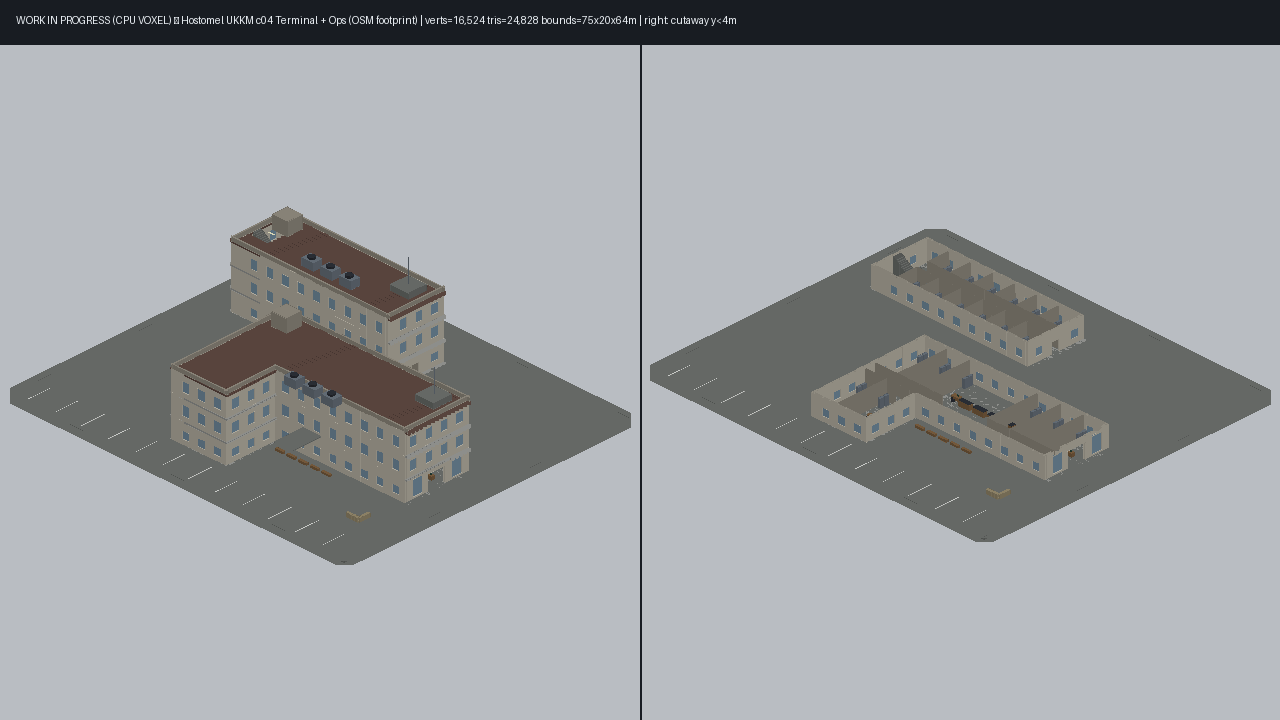 WORK IN PROGRESS (CPU VOXEL) ▯ Hostomel UKKM c04 Terminal + Ops (OSM footprint) | verts=16,524 tris=24,828 bounds=75x20x64m | right: cutaway y<4m